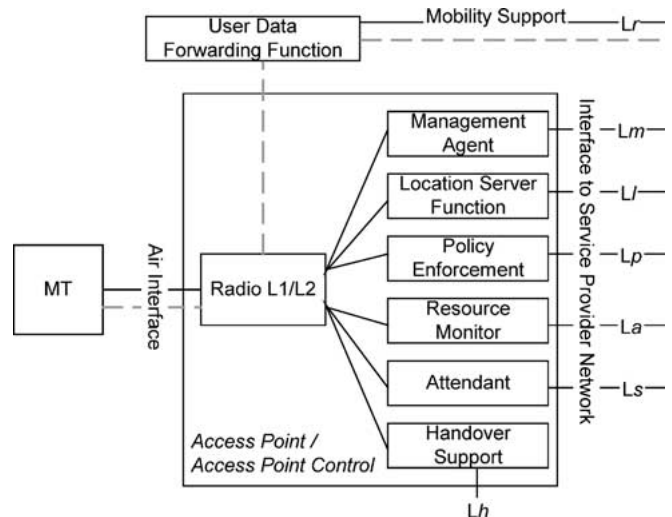 User Data
Forwarding Function
Mobility Support
Lr
Management
Agent
Lm
Location Server
Function
Ll
Policy
Enforcement
Lp
Resource
Monitor
La
Attendant
Ls
Handover
Support
Lh
Interface to Service Provider Network
MT
Air Interface
Radio L1/L2
Access Point /
Access Point Control